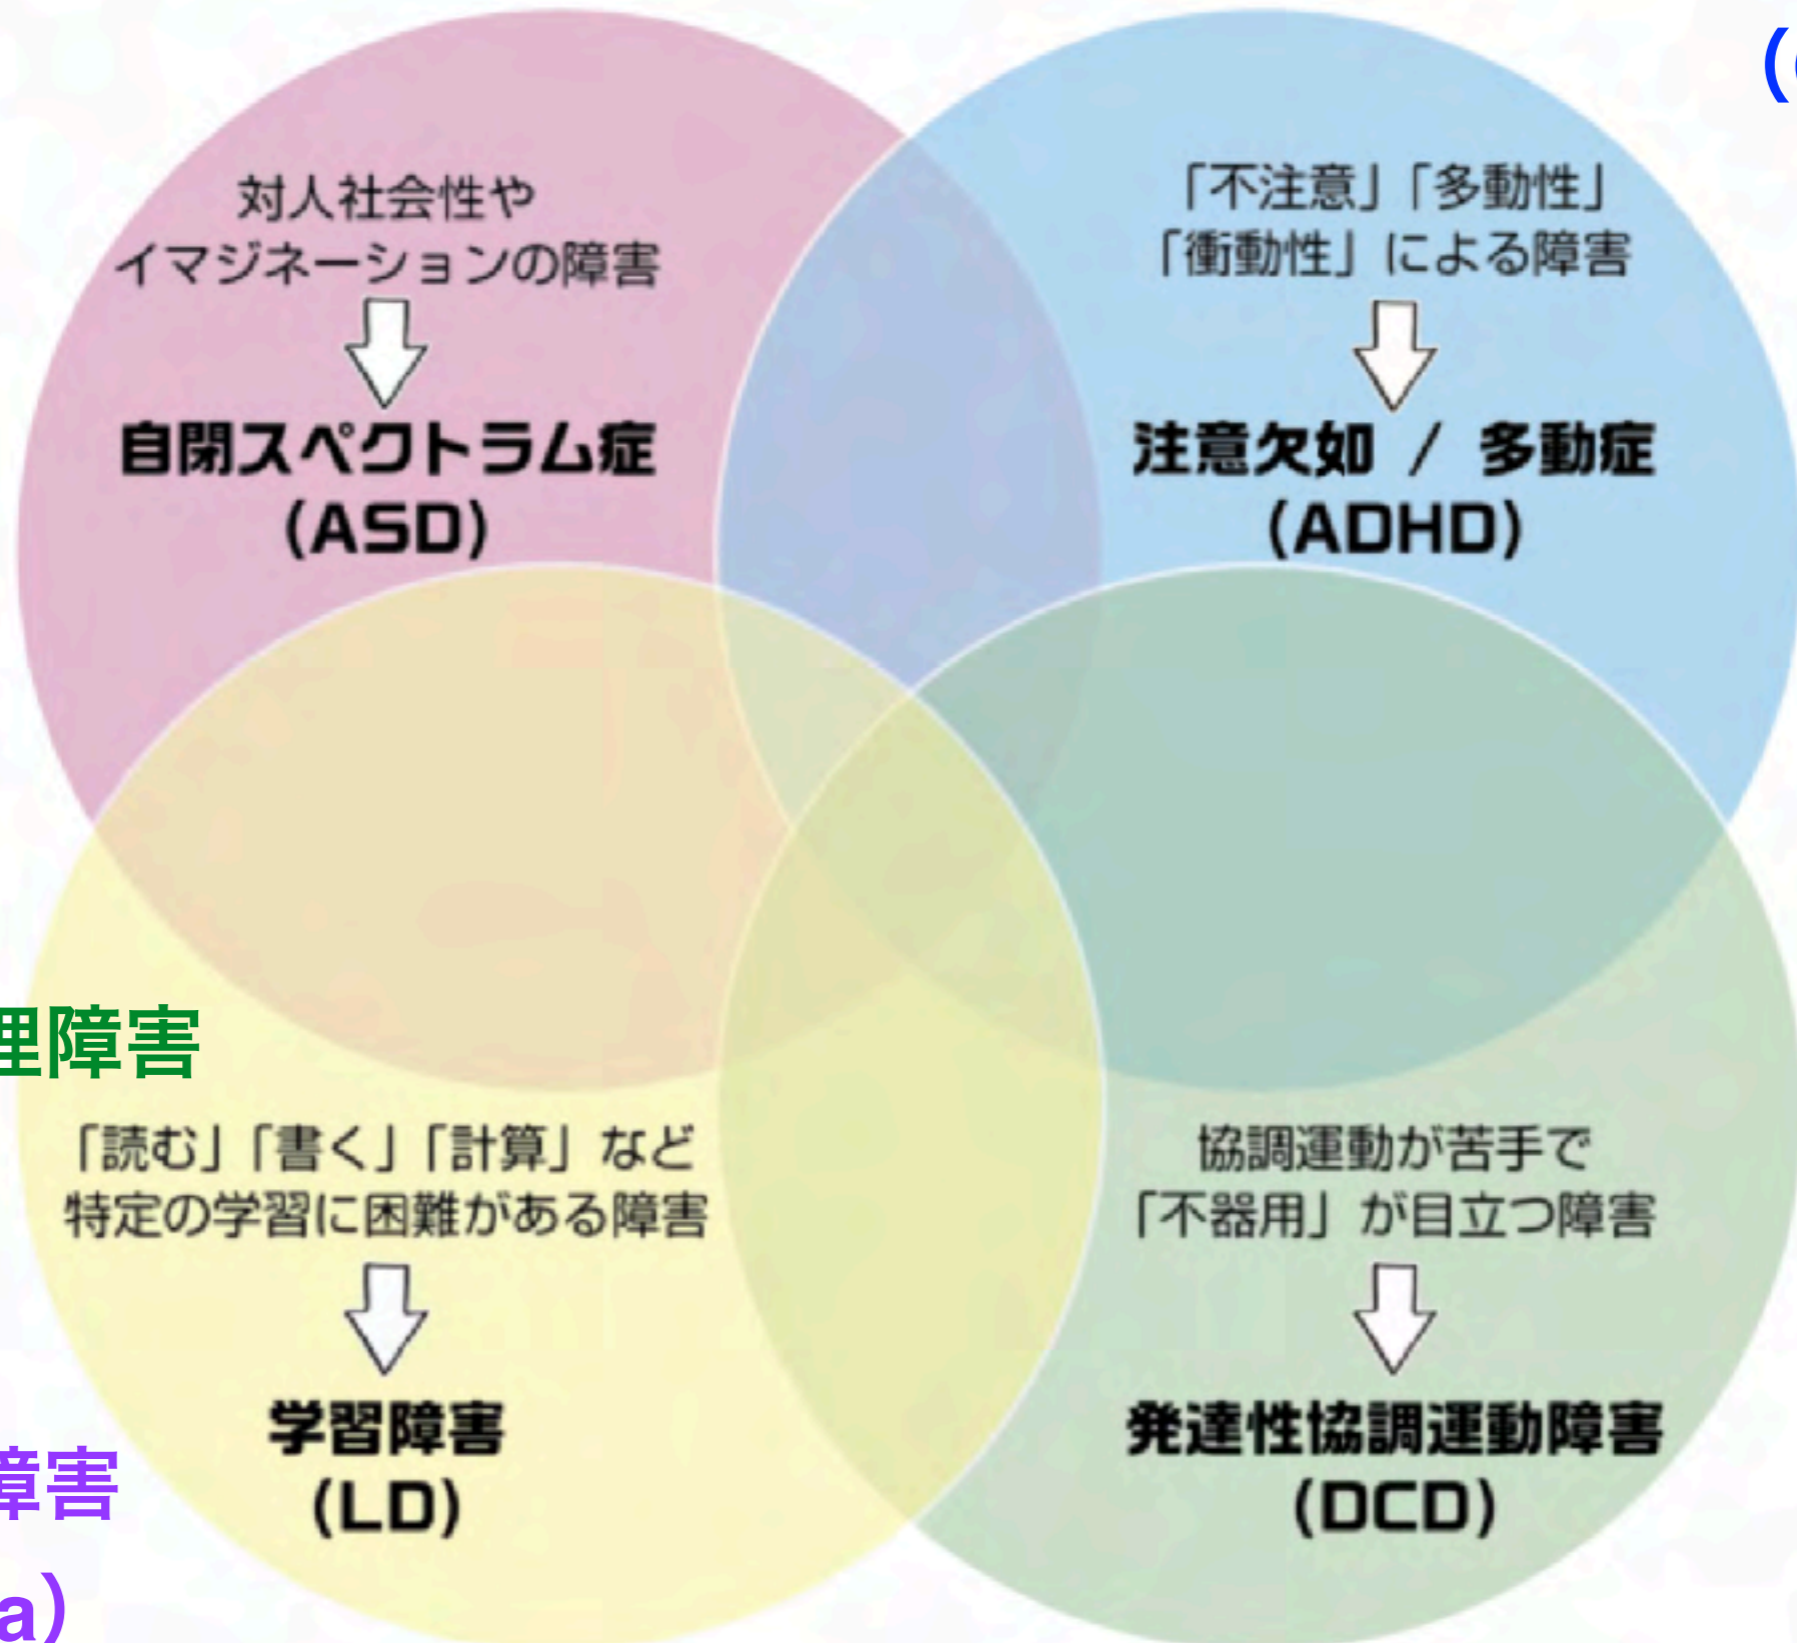 対人社会性や
イマジネーションの障害
自閉スペクトラム症
(ASD)
「不注意」「多動性」
「衝動性」による障害
注意欠如 / 多動症
(ADHD)
(
理障害
「読む」「書く」「計算」など
特定の学習に困難がある障害
学習障害
(LD)
協調運動が苦手で
「不器用」が目立つ障害
発達性協調運動障害
(DCD)
障害
a）